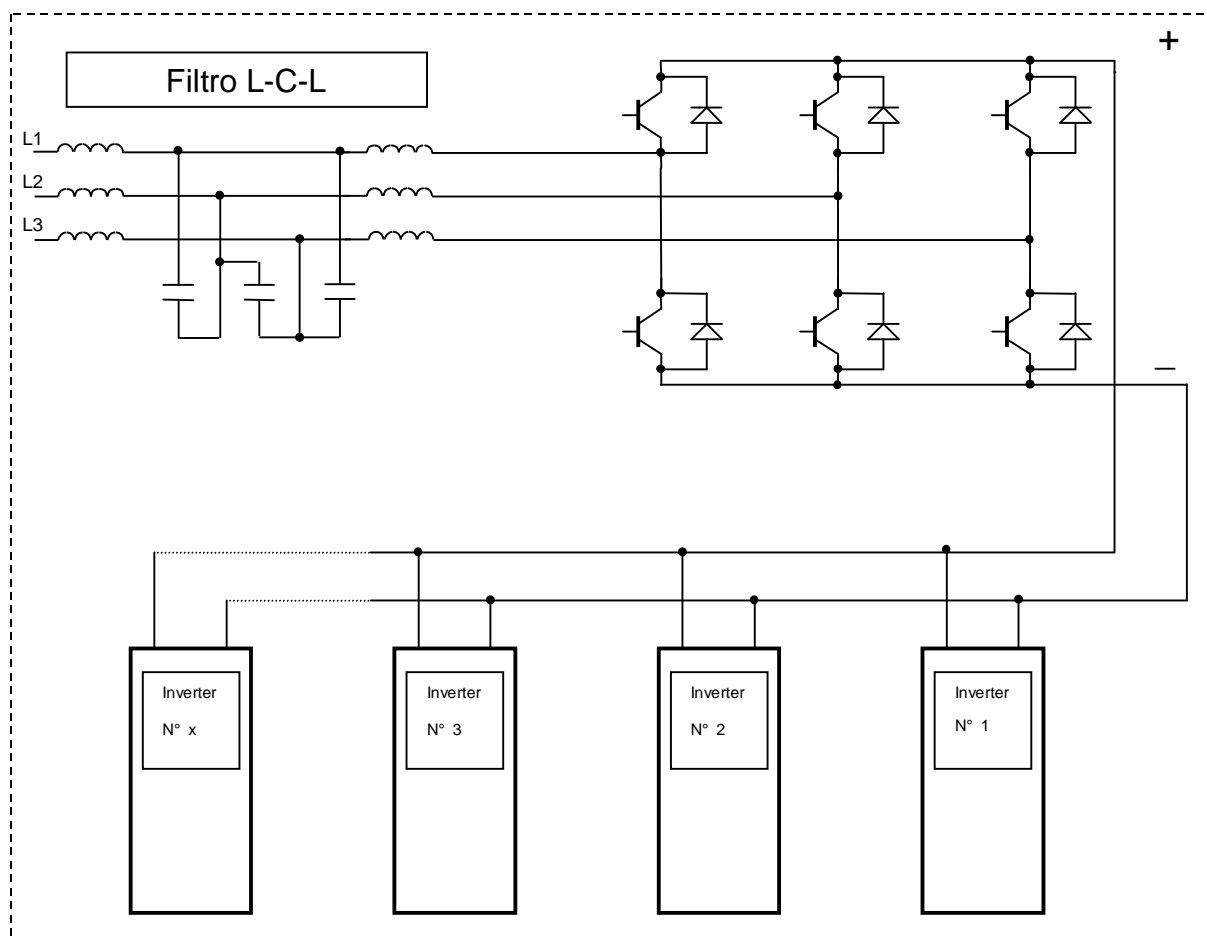 +
Filtro L-C-L
L1
L2
L3
–
Inverter
N° x
Inverter
N° 3
Inverter
N° 2
Inverter
N° 1